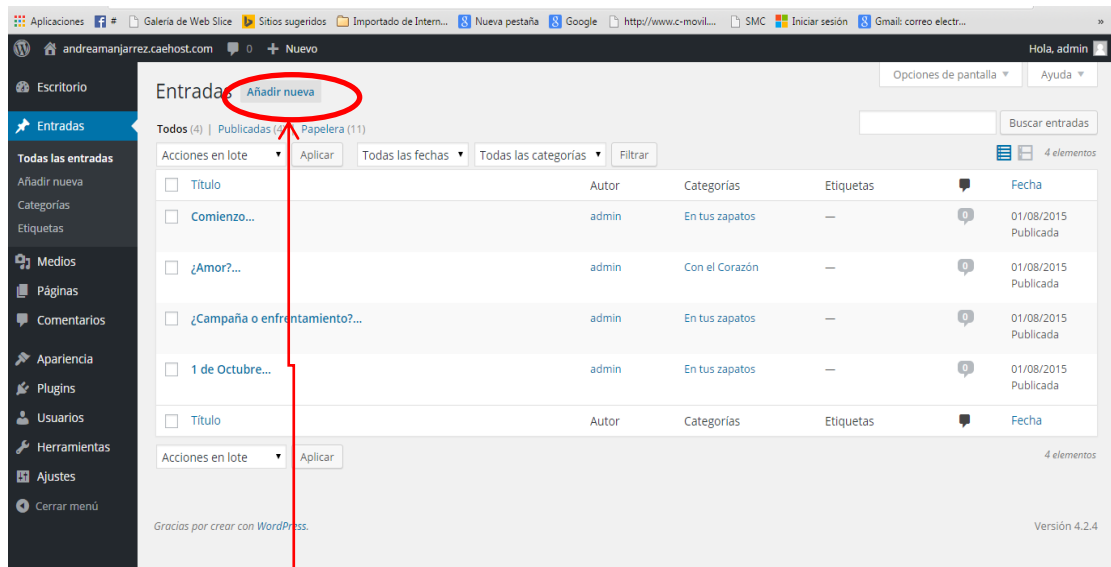 Aplicaciones # Galería de Web Slice Sitios sugeridos Importado de Intern... Nueva pestaña Google http://www.c-movil.... SMC Iniciar sesión Gmail: correo electr... »
andreamanjarrez.caehost.com 0 + Nuevo Hola, admin
Opciones de pantalla ▼ Ayuda ▼
Escritorio
Entradas Añadir nueva
Entradas
Todos (4) | Publicadas (4) | Papelera (11) Buscar entradas
Todas las entradas
Acciones en lote ▼ Aplicar Todas las fechas ▼ Todas las categorías ▼ Filtrar 4 elementos
Añadir nueva
Título Autor Categorías Etiquetas Fecha
Categorías
Comienzo... admin En tus zapatos — 0 01/08/2015
Publicada
Etiquetas
Medios
¿Amor?... admin Con el Corazón — 0 01/08/2015
Publicada
Páginas
Comentarios
¿Campaña o enfrentamiento?... admin En tus zapatos — 0 01/08/2015
Publicada
Apariencia
1 de Octubre... admin En tus zapatos — 0 01/08/2015
Publicada
Plugins
Usuarios
Título Autor Categorías Etiquetas Fecha
Herramientas
Acciones en lote ▼ Aplicar 4 elementos
Ajustes
Cerrar menú
Gracias por crear con WordPress. Versión 4.2.4